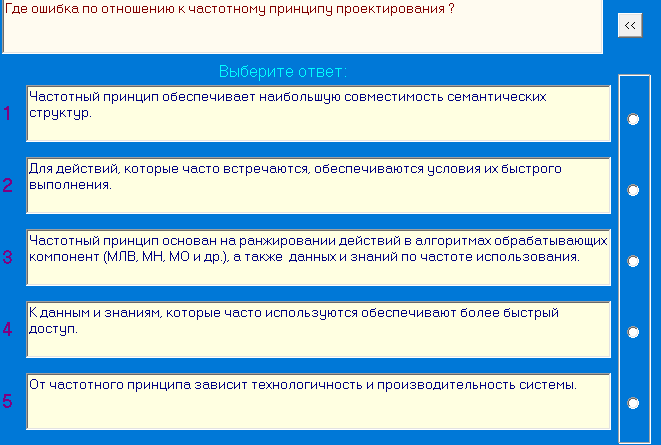 Где ошибка по отношению к частотному принципу проектирования ?
<<
Выберите ответ:
1
Частотный принцип обеспечивает наибольшую совместимость семантических
структур.
2
Для действий, которые часто встречаются, обеспечиваются условия их быстрого
выполнения.
3
Частотный принцип основан на ранжировании действий в алгоритмах обрабатывающих
компонент (МЛВ, МН, МО и др.), а также данных и знаний по частоте использования.
4
К данным и знаниям, которые часто используются обеспечивают более быстрый
доступ.
5
От частотного принципа зависит технологичность и производительность системы.